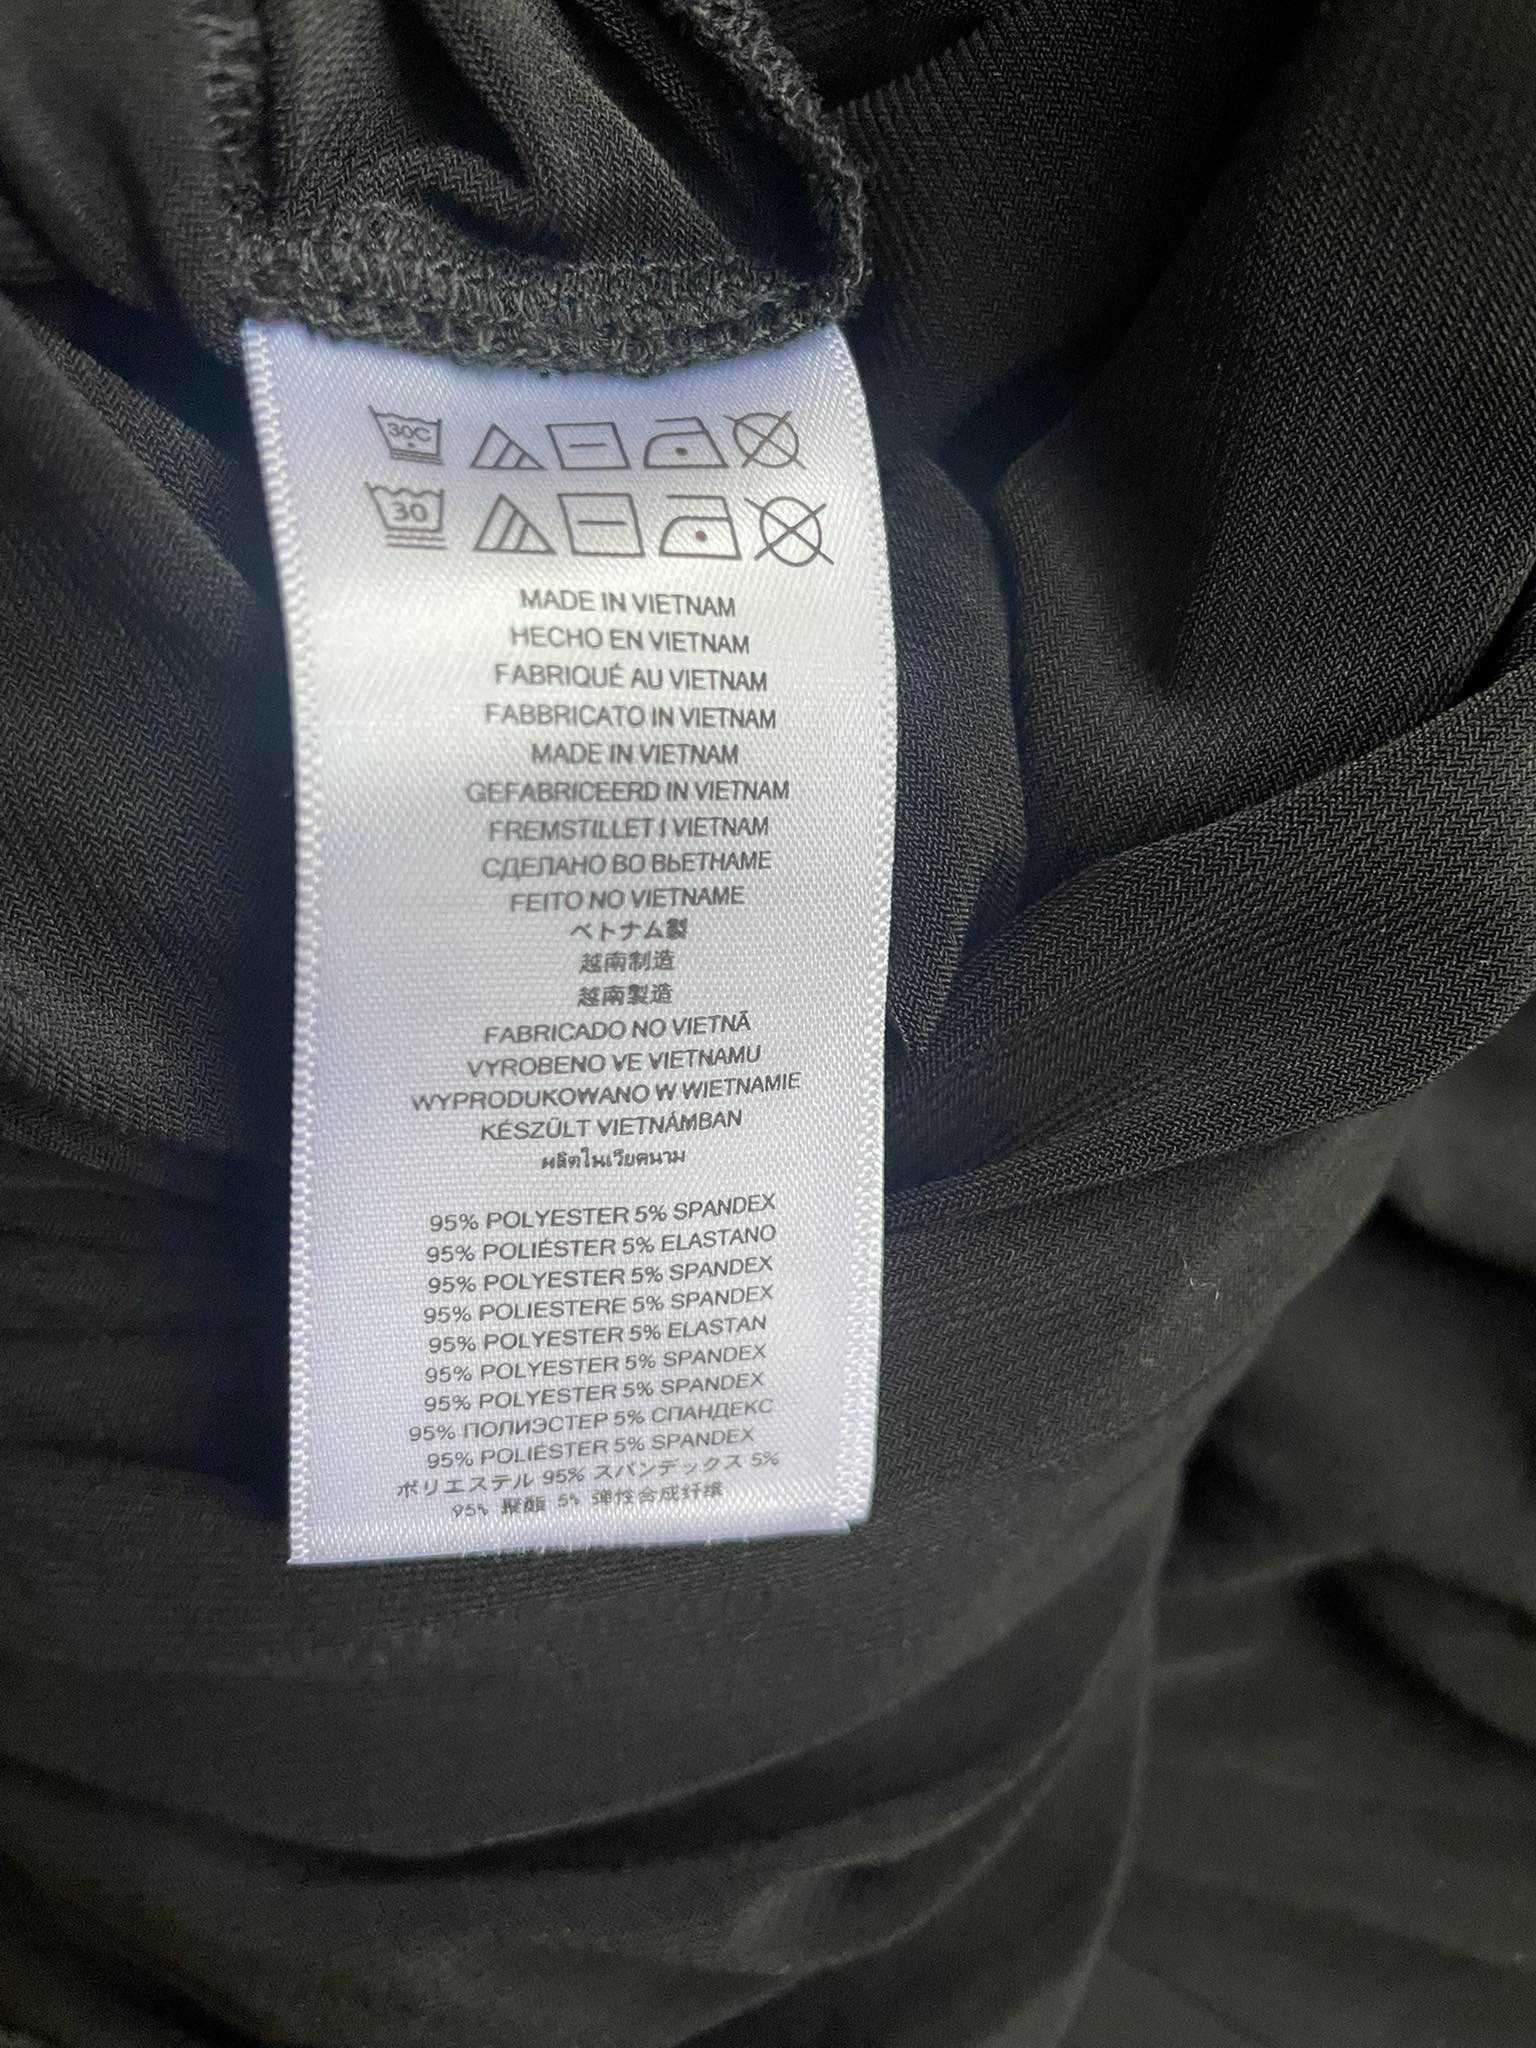 30C
30
MADE IN VIETNAM
HECHO EN VIETNAM
FABRIQUÉ AU VIETNAM
FABBRICATO IN VIETNAM
MADE IN VIETNAM
GEFABRICEERD IN VIETNAM
FREMSTILLET I VIETNAM
СДЕЛАНО ВО ВЬЕТНАМЕ
FEITO NO VIETNAME
ベトナム製
越南制造
越南製造
FABRICADO NO VIETNÃ
VYROBENO VE VIETNAMU
WYPRODUKOWANO W WIETNAMIE
KÉSZÜLT VIETNÁMBAN
ผลิตในเวียดนาม
95% POLYESTER 5% SPANDEX
95% POLIÉSTER 5% ELASTANO
95% POLYESTER 5% SPANDEX
95% POLIESTERE 5% SPANDEX
95% POLYESTER 5% ELASTAN
95% POLYESTER 5% SPANDEX
95% POLYESTER 5% SPANDEX
95% ПОЛИЭСТЕР 5% СПАНДЕКС
95% POLIÉSTER 5% SPANDEX
ポリエステル 95% スパンデックス 5%
95% 聚酯 5% 弹性合成纤维